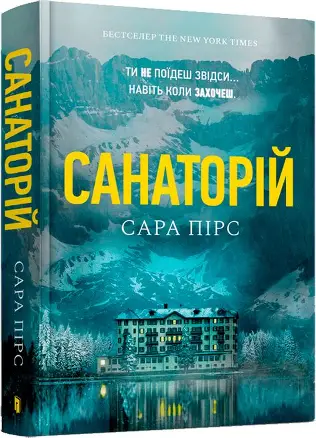 БЕСТСЕЛЕР THE NEW YORK TIMES
ТИ НЕ ПОЇДЕШ ЗВІДСИ...
НАВІТЬ КОЛИ ЗАХОЧЕШ.
САНАТОРІЙ
САРА ПІРС
САНАТОРІЙ
САРА ПІРС